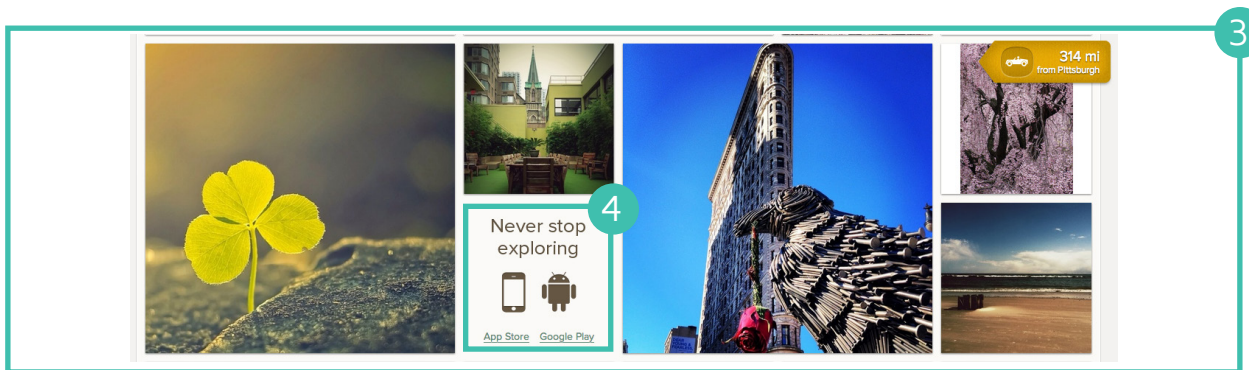 3
314 mi
from Pittsburgh
4
Never stop
exploring
App Store Google Play